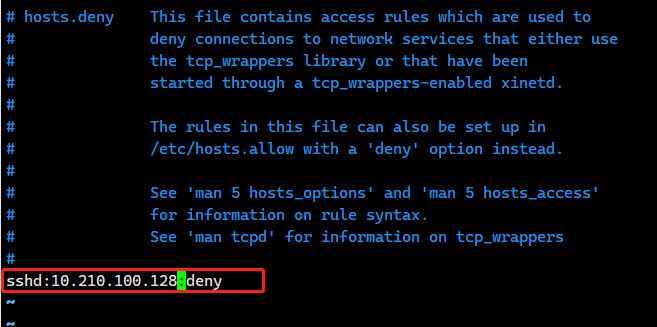 # hosts.deny    This file contains access rules which are used to
#               deny connections to network services that either use
#               the tcp_wrappers library or that have been
#               started through a tcp_wrappers-enabled xinetd.
#
#               The rules in this file can also be set up in
#               /etc/hosts.allow with a 'deny' option instead.
#
#               See 'man 5 hosts_options' and 'man 5 hosts_access'
#               for information on rule syntax.
#               See 'man tcpd' for information on tcp_wrappers
#
sshd:10.210.100.128:deny
~
~